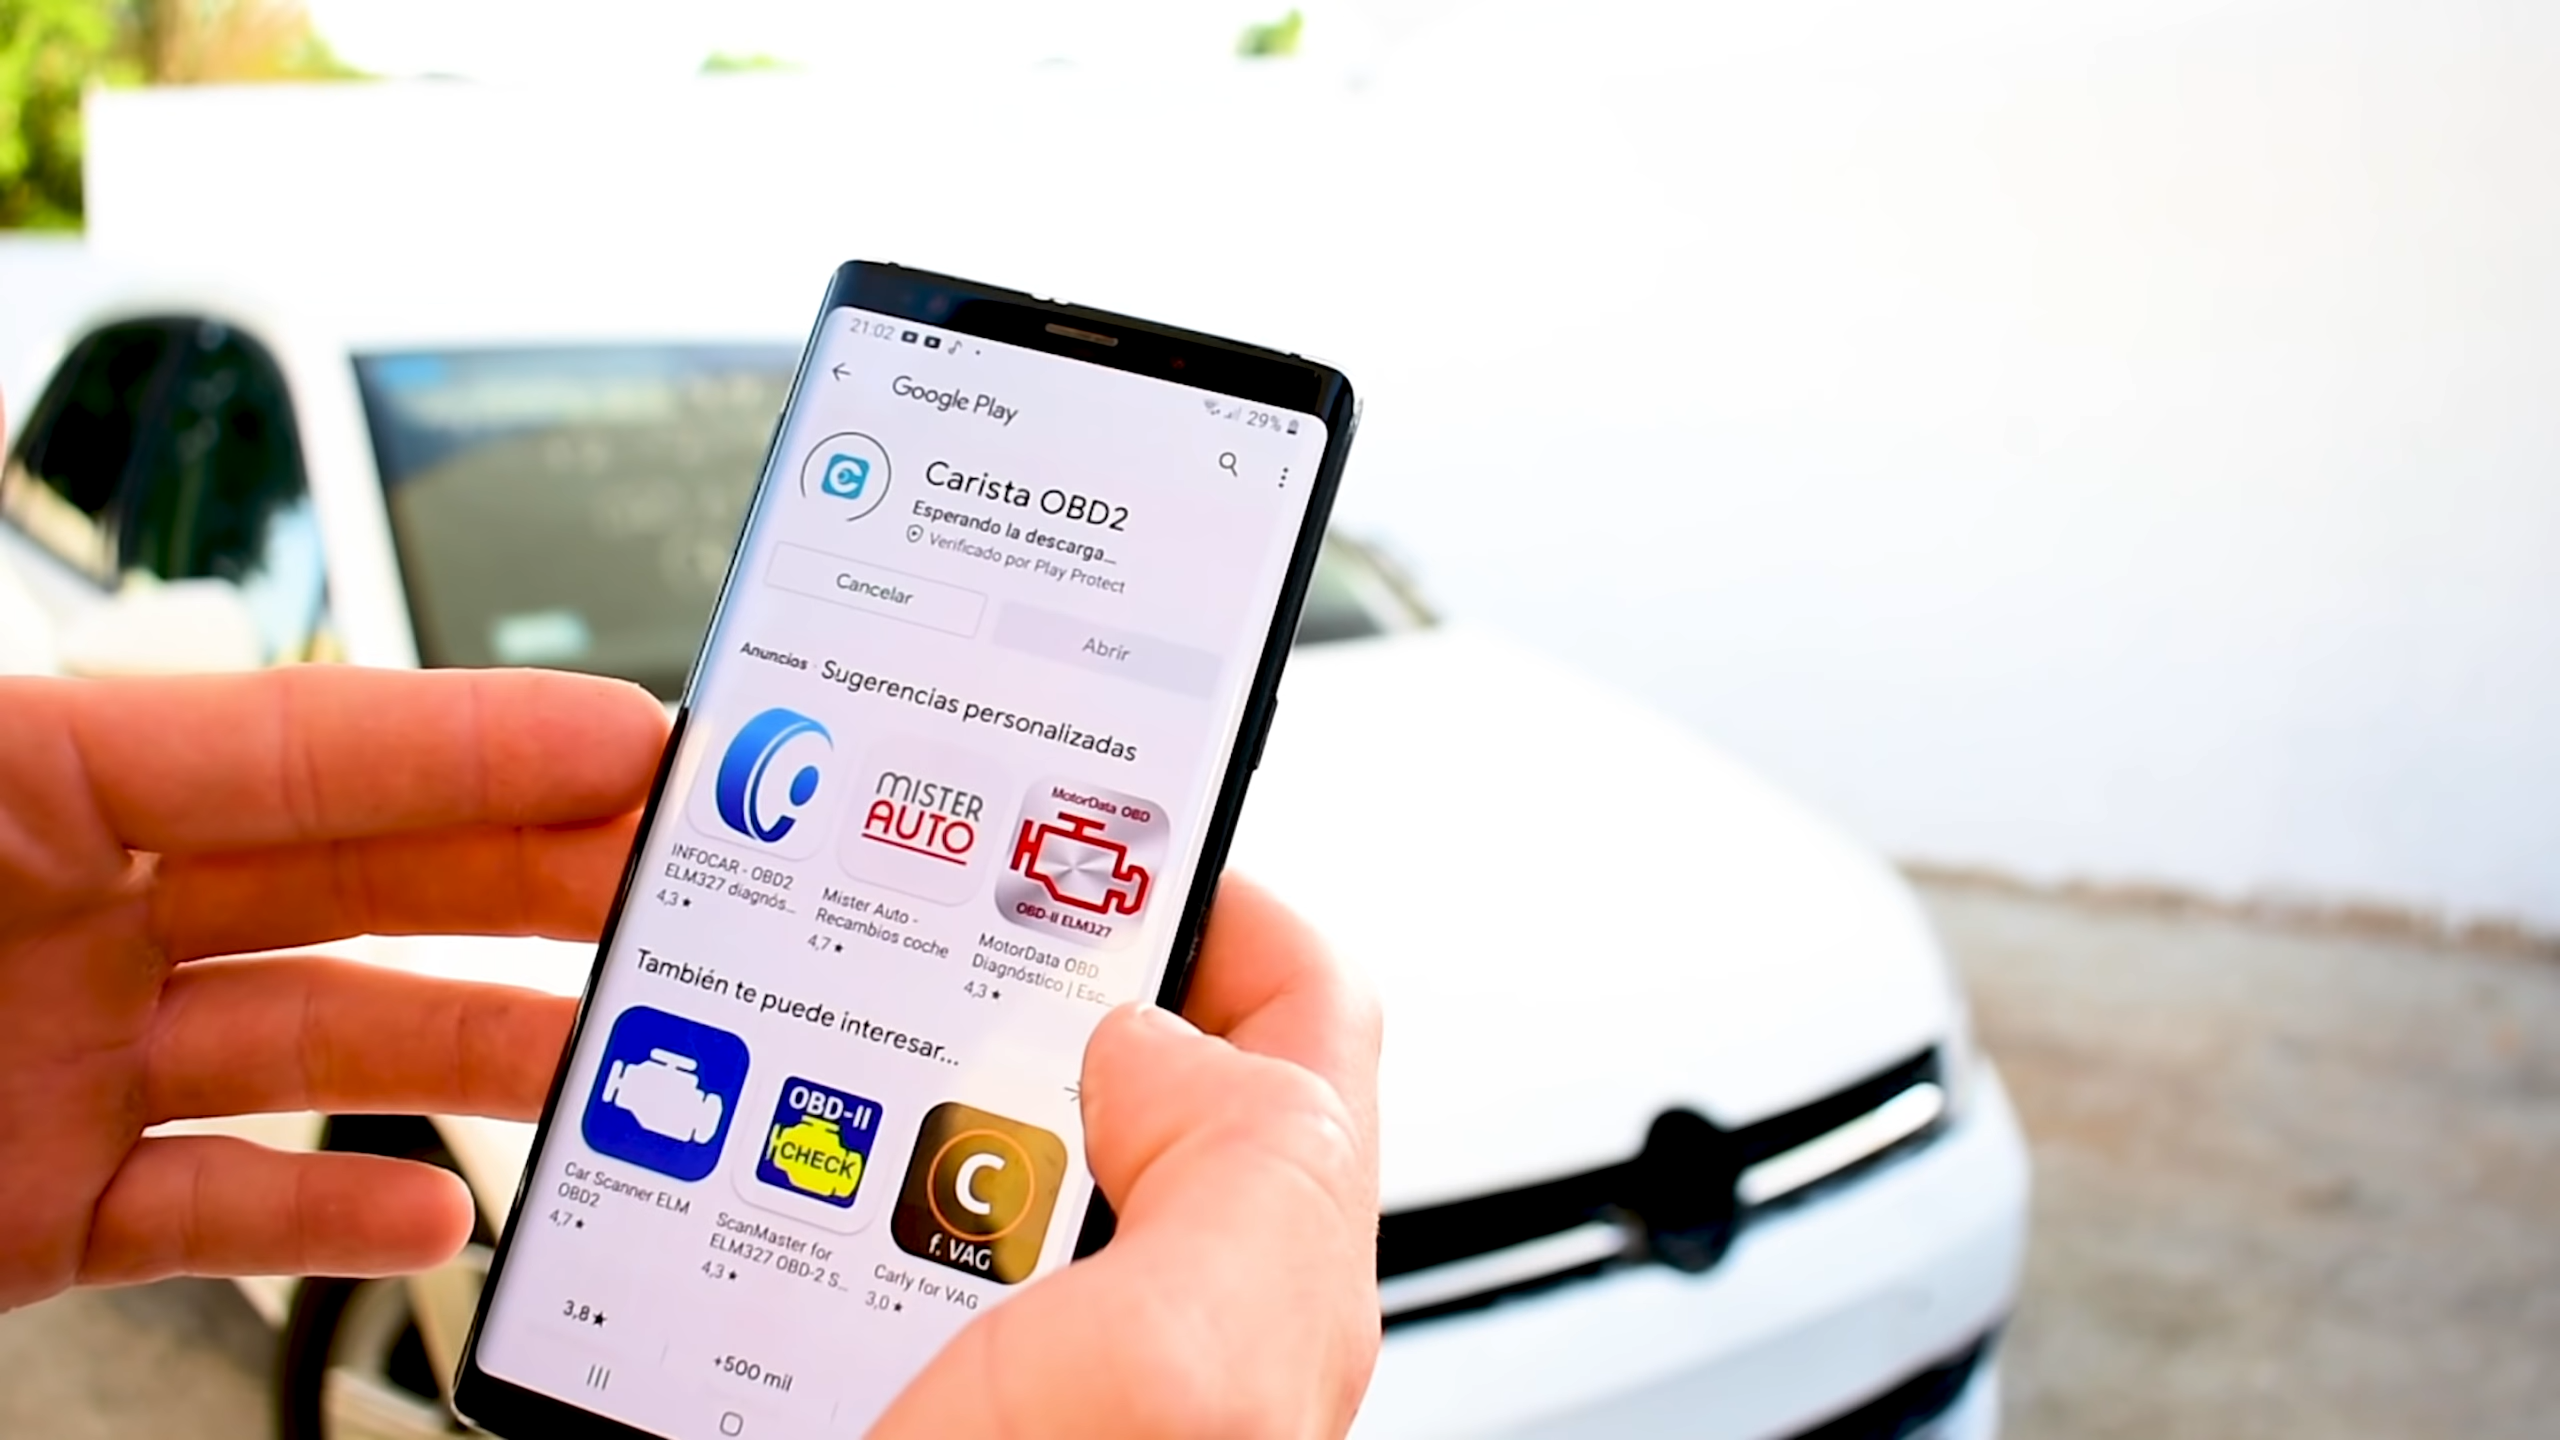 21:02
29%
Google Play
Carista OBD2
Esperando la descarga...
Verificado por Play Protect
Cancelar
Abrir
Anuncios · Sugerencias personalizadas
MISTER
AUTO
MotorData OBD
OBD-II ELM327
INFOCAR - OBD2
ELM327 diagnós...
4,3 ★
Mister Auto -
Recambios coche
4,7 ★
MotorData OBD
Diagnóstico | Esc...
4,3 ★
También te puede interesar...
OBD-II
CHECK
C
f. VAG
Car Scanner ELM
OBD2
4,7 ★
ScanMaster for
ELM327 OBD-2 S...
4,3 ★
Carly for VAG
3,0 ★
3,8 ★
+500 mil